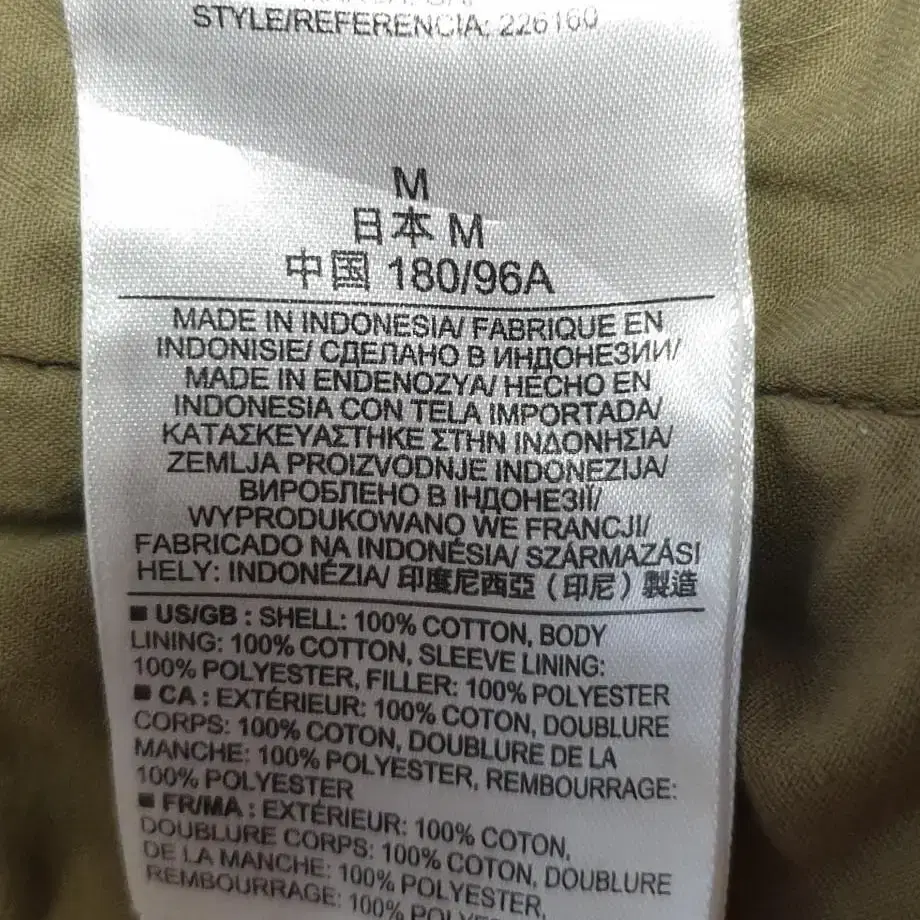 STYLE/REFERENCIA: 226160
M
日本 M
中国 180/96A
MADE IN INDONESIA/ FABRIQUE EN
INDONISIE/ СДЕЛАНО В ИНДОНЕЗИИ/
MADE IN ENDENOZYA/ HECHO EN
INDONESIA CON TELA IMPORTADA/
ΚΑΤΑΣΚΕΥΑΣΤΗΚΕ ΣΤΗΝ ΙΝΔΟΝΗΣΙΑ/
ZEMLJA PROIZVODNJE INDONEZIJA/
ВИРОБЛЕНО В ІНДОНЕЗІЇ/
WYPRODUKOWANO WE FRANCJI/
FABRICADO NA INDONÉSIA/ SZÁRMAZÁSI
HELY: INDONÉZIA/ 印度尼西亞（印尼）製造
■ US/GB : SHELL: 100% COTTON, BODY
LINING: 100% COTTON, SLEEVE LINING:
100% POLYESTER, FILLER: 100% POLYESTER
■ CA : EXTÉRIEUR: 100% COTON, DOUBLURE
CORPS: 100% COTON, DOUBLURE DE LA
MANCHE: 100% POLYESTER, REMBOURRAGE:
100% POLYESTER
■ FR/MA : EXTÉRIEUR: 100% COTON,
DOUBLURE CORPS: 100% COTON, DOUBLURE
DE LA MANCHE: 100% POLYESTER,
REMBOURRAGE: 100%